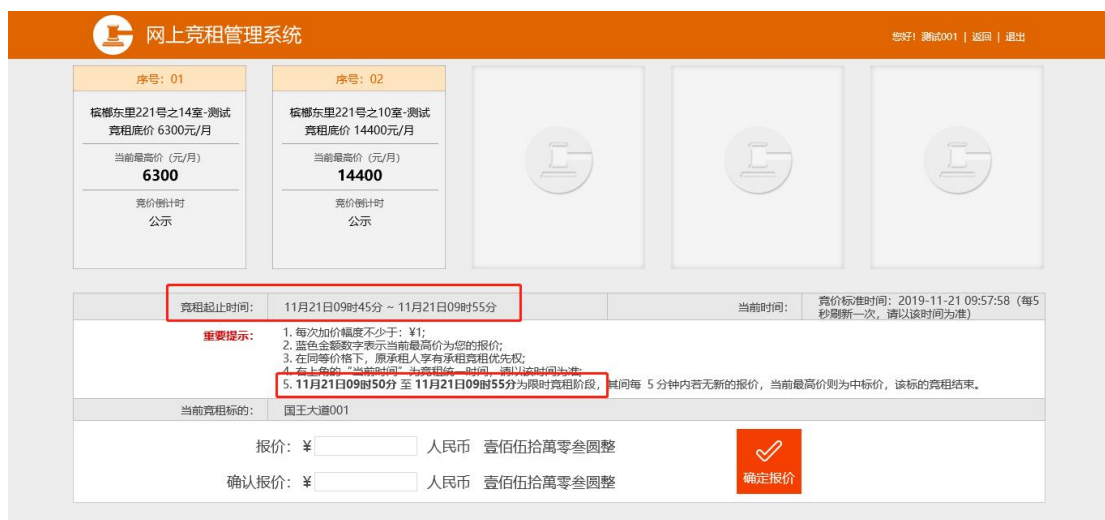 网上竞租管理系统
您好！测试001 | 返回 | 退出
序号：01
槟榔东里221号之14室-测试
竞租底价 6300元/月
当前最高价（元/月）
6300
竞价倒计时
公示
序号：02
槟榔东里221号之10室-测试
竞租底价 14400元/月
当前最高价（元/月）
14400
竞价倒计时
公示
竞租起止时间： 11月21日09时45分 ~ 11月21日09时55分
当前时间： 竞价标准时间：2019-11-21 09:57:58（每5
秒刷新一次，请以该时间为准）
重要提示： 1. 每次加价幅度不少于：¥1;
2. 蓝色金额数字表示当前最高价为您的报价;
3. 在同等价格下，原承租人享有承租竞租优先权;
4. 右上角的“当前时间”为竞租统一时间，请以该时间为准;
5. 11月21日09时50分 至 11月21日09时55分为限时竞租阶段，其间每 5 分钟内若无新的报价，当前最高价则为中标价，该标的竞租结束。
当前竞租标的： 国王大道001
报价：¥ 人民币 壹佰伍拾萬零叁圆整
确认报价：¥ 人民币 壹佰伍拾萬零叁圆整
确定报价